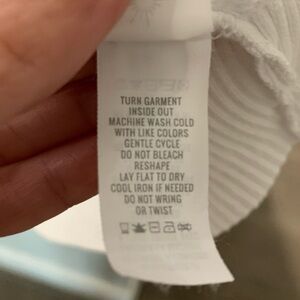 TURN GARMENT
INSIDE OUT
MACHINE WASH COLD
WITH LIKE COLORS
GENTLE CYCLE
DO NOT BLEACH
RESHAPE
LAY FLAT TO DRY
COOL IRON IF NEEDED
DO NOT WRING
OR TWIST